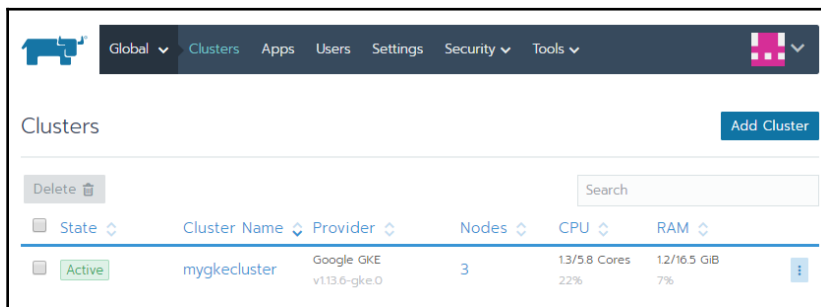 Global Clusters Apps Users Settings Security Tools
Clusters
Add Cluster
Delete
Search
State Cluster Name Provider Nodes CPU RAM
Active mygkecluster Google GKE 3 1.3/5.8 Cores 1.2/16.5 GiB
v1.13.6-gke.0 22% 7%